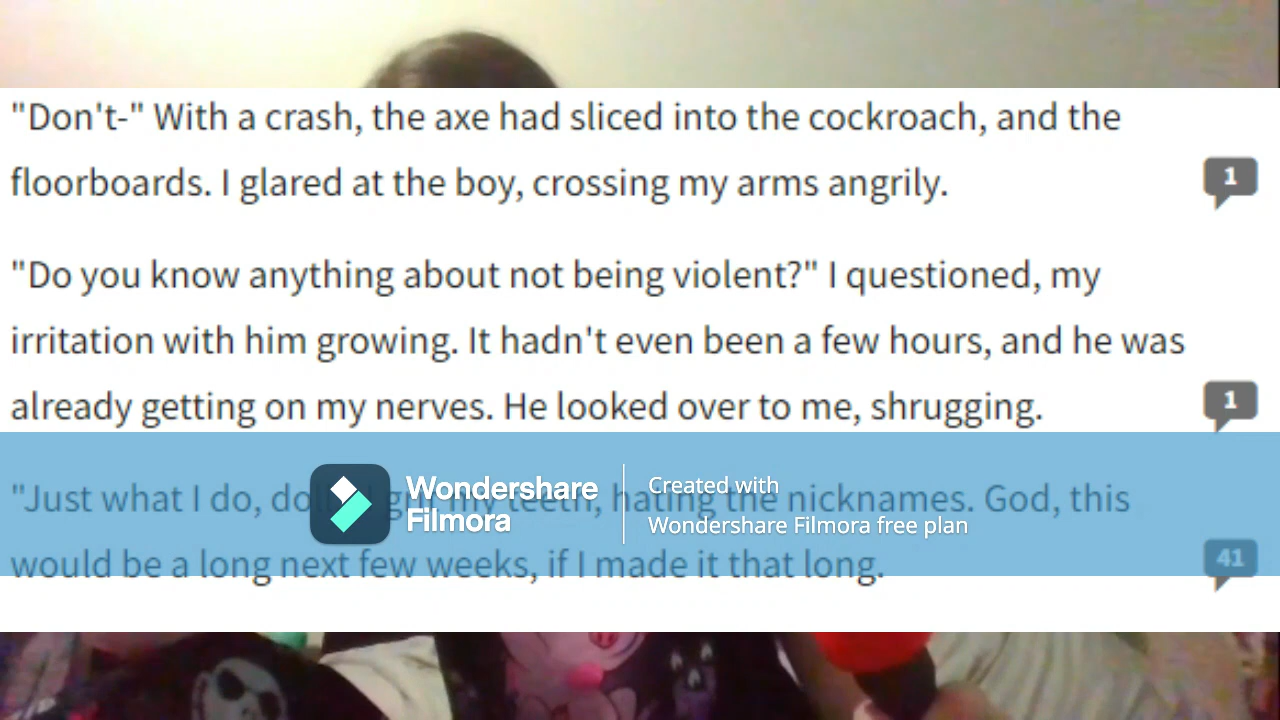 "Don't-" With a crash, the axe had sliced into the cockroach, and the
floorboards. I glared at the boy, crossing my arms angrily.
1
"Do you know anything about not being violent?" I questioned, my
irritation with him growing. It hadn't even been a few hours, and he was
already getting on my nerves. He looked over to me, shrugging.
1
"Just what I do, my teeth, hating the nicknames. God, this
would be a long next few weeks, if I made it that long.
41
Wondershare
Filmora
Created with
Wondershare Filmora free plan